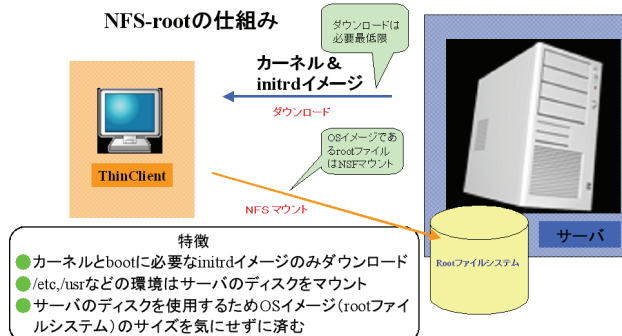 NFS-rootの仕組み
ダウンロードは
必要最低限
カーネル＆
initrdイメージ
ダウンロード
OSイメージであ
るrootファイル
はNSFマウント
ThinClient
NFS マウント
サーバ
Rootファイルシステム
特徴
●カーネルとbootに必要なinitrdイメージのみダウンロード
●/etc,/usrなどの環境はサーバのディスクをマウント
●サーバのディスクを使用するためOSイメージ(rootファイ
ルシステム)のサイズを気にせずに済む